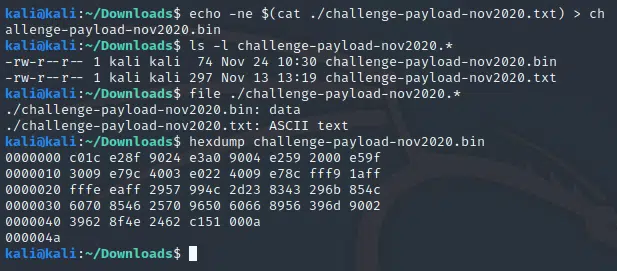 kali@kali:~/Downloads$ echo -ne $(cat ./challenge-payload-nov2020.txt) > ch
allenge-payload-nov2020.bin
kali@kali:~/Downloads$ ls -l challenge-payload-nov2020.*
-rw-r--r-- 1 kali kali  74 Nov 24 10:30 challenge-payload-nov2020.bin
-rw-r--r-- 1 kali kali 297 Nov 13 13:19 challenge-payload-nov2020.txt
kali@kali:~/Downloads$ file ./challenge-payload-nov2020.*
./challenge-payload-nov2020.bin: data
./challenge-payload-nov2020.txt: ASCII text
kali@kali:~/Downloads$ hexdump challenge-payload-nov2020.bin
0000000 c01c e28f 9024 e3a0 9004 e259 2000 e59f
0000010 3009 e79c 4003 e022 4009 e78c fff9 1aff
0000020 fffe eaff 2957 994c 2d23 8343 296b 854c
0000030 6070 8546 2570 9650 6066 8956 396d 9002
0000040 3962 8f4e 2462 c151 000a
000004a
kali@kali:~/Downloads$